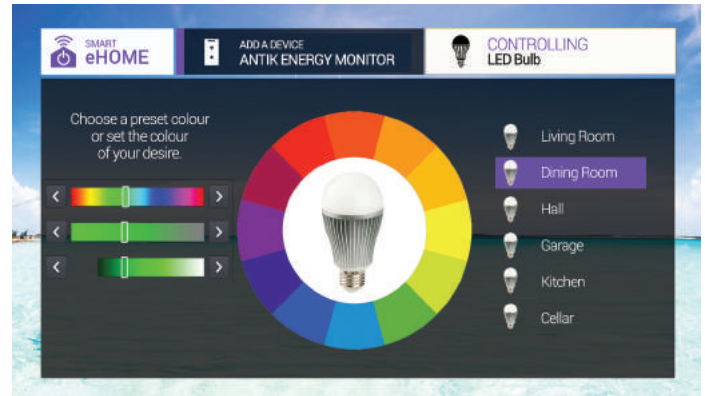 SMART
eHOME
ADD A DEVICE
ANTIK ENERGY MONITOR
CONTROLLING
LED Bulb
Choose a preset colour
or set the colour
of your desire.
Living Room
Dining Room
Hall
Garage
Kitchen
Cellar